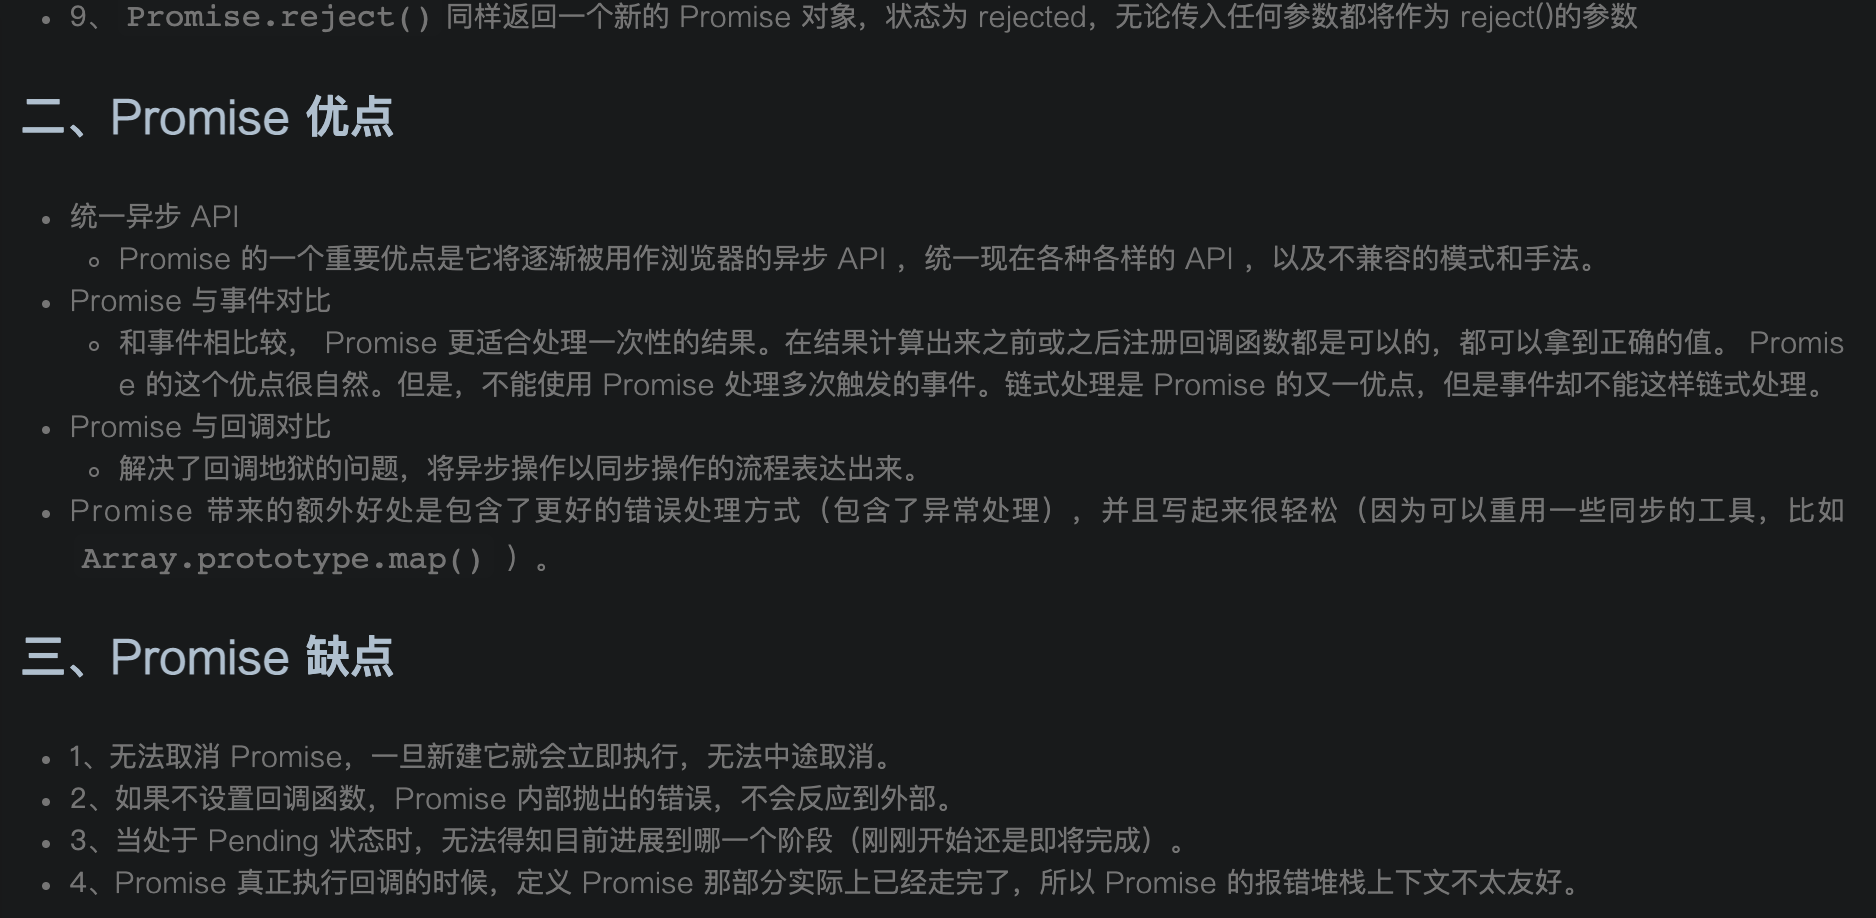 9、 Promise.reject() 同样返回一个新的 Promise 对象，状态为 rejected，无论传入任何参数都将作为 reject()的参数
二、Promise 优点
统一异步 API
Promise 的一个重要优点是它将逐渐被用作浏览器的异步 API ，统一现在各种各样的 API ，以及不兼容的模式和手法。
Promise 与事件对比
和事件相比较， Promise 更适合处理一次性的结果。在结果计算出来之前或之后注册回调函数都是可以的，都可以拿到正确的值。 Promis
e 的这个优点很自然。但是，不能使用 Promise 处理多次触发的事件。链式处理是 Promise 的又一优点，但是事件却不能这样链式处理。
Promise 与回调对比
解决了回调地狱的问题，将异步操作以同步操作的流程表达出来。
Promise 带来的额外好处是包含了更好的错误处理方式（包含了异常处理），并且写起来很轻松（因为可以重用一些同步的工具，比如
Array.prototype.map() ）。
三、Promise 缺点
1、无法取消 Promise，一旦新建它就会立即执行，无法中途取消。
2、如果不设置回调函数，Promise 内部抛出的错误，不会反应到外部。
3、当处于 Pending 状态时，无法得知目前进展到哪一个阶段（刚刚开始还是即将完成）。
4、Promise 真正执行回调的时候，定义 Promise 那部分实际上已经走完了，所以 Promise 的报错堆栈上下文不太友好。